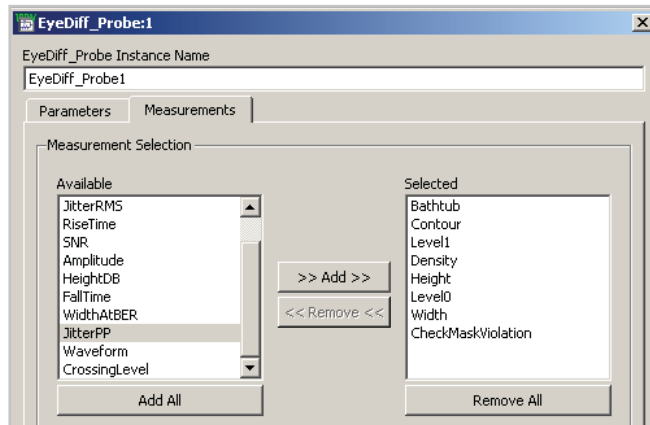 EyeDiff_Probe:1
EyeDiff_Probe Instance Name
EyeDiff_Probe1
Parameters
Measurements
Measurement Selection
Available
JitterRMS
RiseTime
SNR
Amplitude
HeightDB
FallTime
WidthAtBER
JitterPP
Waveform
CrossingLevel
Add All
>> Add >>
<< Remove <<
Selected
Bathtub
Contour
Level1
Density
Height
Level0
Width
CheckMaskViolation
Remove All